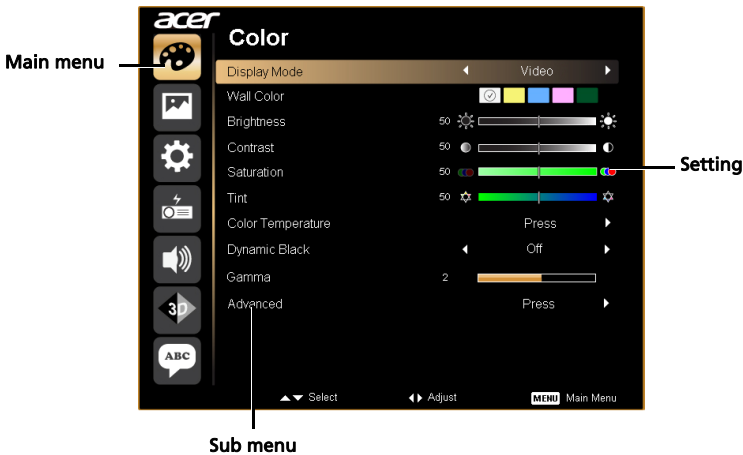 acer
Color
Main menu
Display Mode Video
Wall Color
Brightness 50
Contrast 50
Saturation 50
Setting
Tint 50
Color Temperature Press
Dynamic Black Off
Gamma 2
3D
Advanced Press
ABC
Select Adjust MENU Main Menu
Sub menu